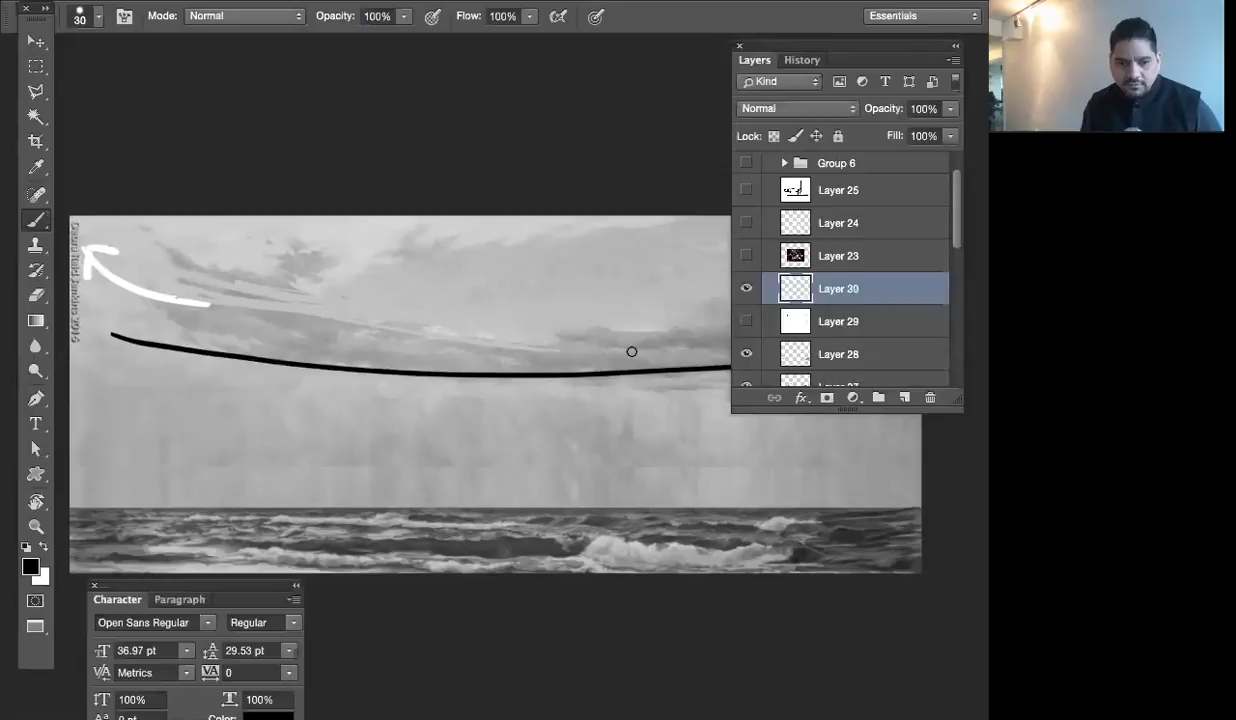 30
Mode:
Normal
Opacity:
100%
Flow:
100%
Essentials
Layers
History
Kind
Normal
Opacity:
100%
Lock:
Fill:
100%
Group 6
Layer 25
Layer 24
Layer 23
Layer 30
Layer 29
Layer 28
Character
Paragraph
Open Sans Regular
Regular
36.97 pt
29.53 pt
Metrics
0
100%
100%